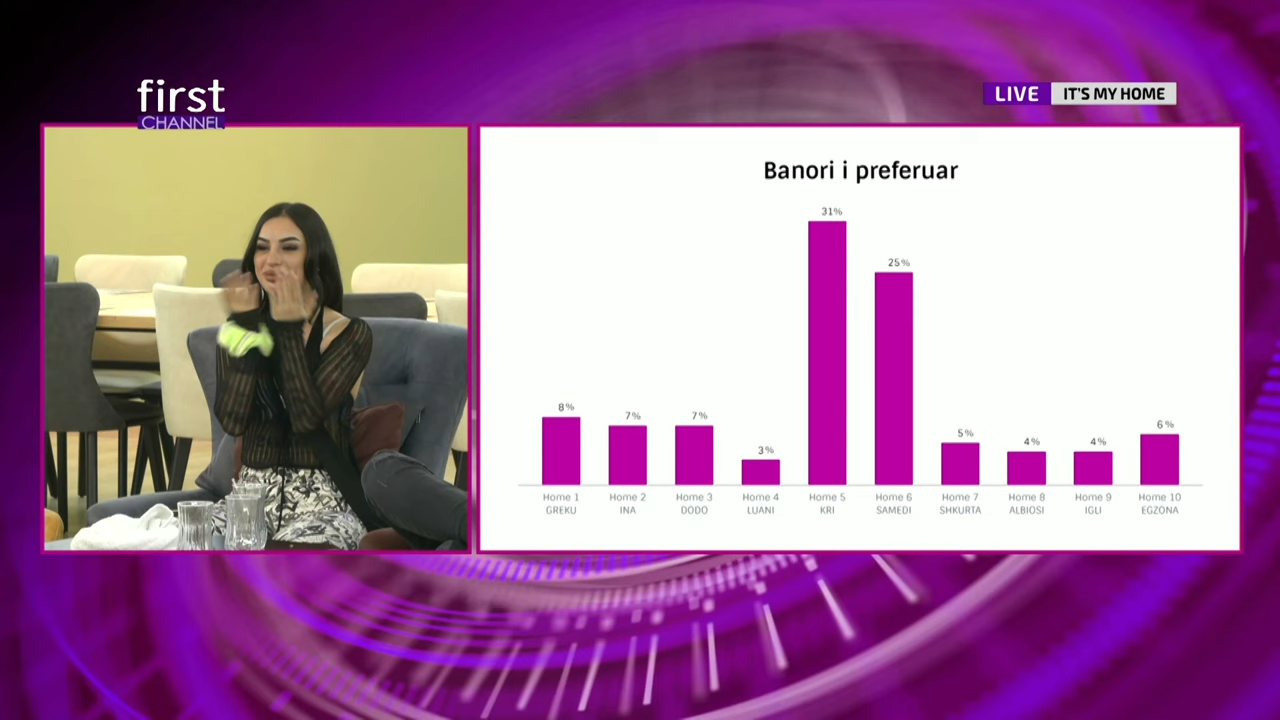 first
CHANNEL
LIVE IT'S MY HOME
Banori i preferuar
8%
7%
7%
3%
31%
25%
5%
4%
4%
6%
Home 1
GREKU
Home 2
INA
Home 3
DODO
Home 4
LUANI
Home 5
KRI
Home 6
SAMEDI
Home 7
SHKURTA
Home 8
ALBIOSI
Home 9
IGLI
Home 10
EGZONA